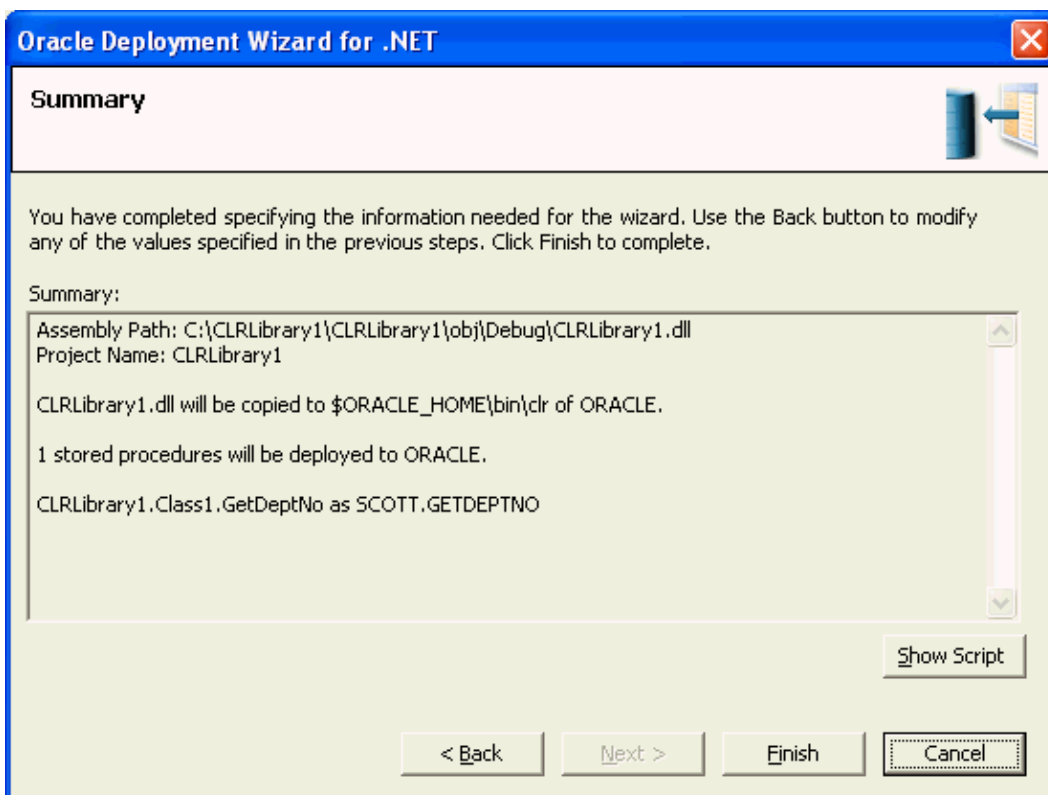 Oracle Deployment Wizard for .NET
Summary
You have completed specifying the information needed for the wizard. Use the Back button to modify
any of the values specified in the previous steps. Click Finish to complete.
Summary:
Assembly Path: C:\CLRLibrary1\CLRLibrary1\obj\Debug\CLRLibrary1.dll
Project Name: CLRLibrary1
CLRLibrary1.dll will be copied to $ORACLE_HOME\bin\clr of ORACLE.
1 stored procedures will be deployed to ORACLE.
CLRLibrary1.Class1.GetDeptNo as SCOTT.GETDEPTNO
Show Script
< Back Next > Finish Cancel